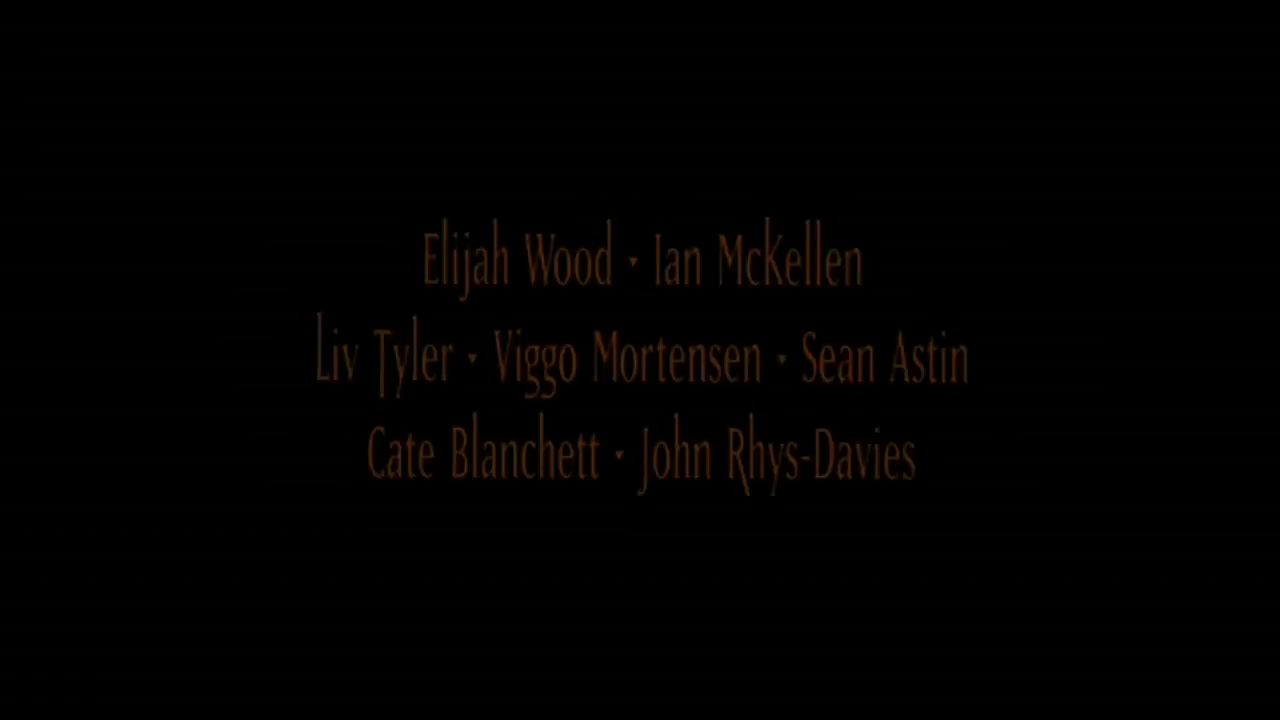 Elijah Wood ▾ Ian McKellen
Liv Tyler ▾ Viggo Mortensen ▾ Sean Astin
Cate Blanchett ▾ John Rhys-Davies